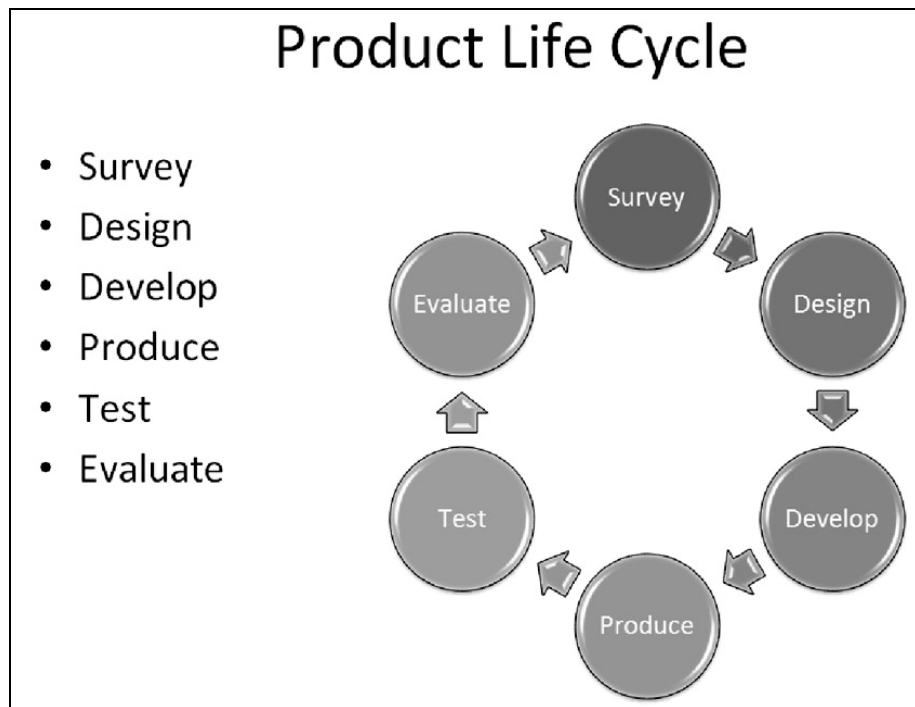 Product Life Cycle
• Survey
• Design
• Develop
• Produce
• Test
• Evaluate
Survey
Design
Develop
Produce
Test
Evaluate